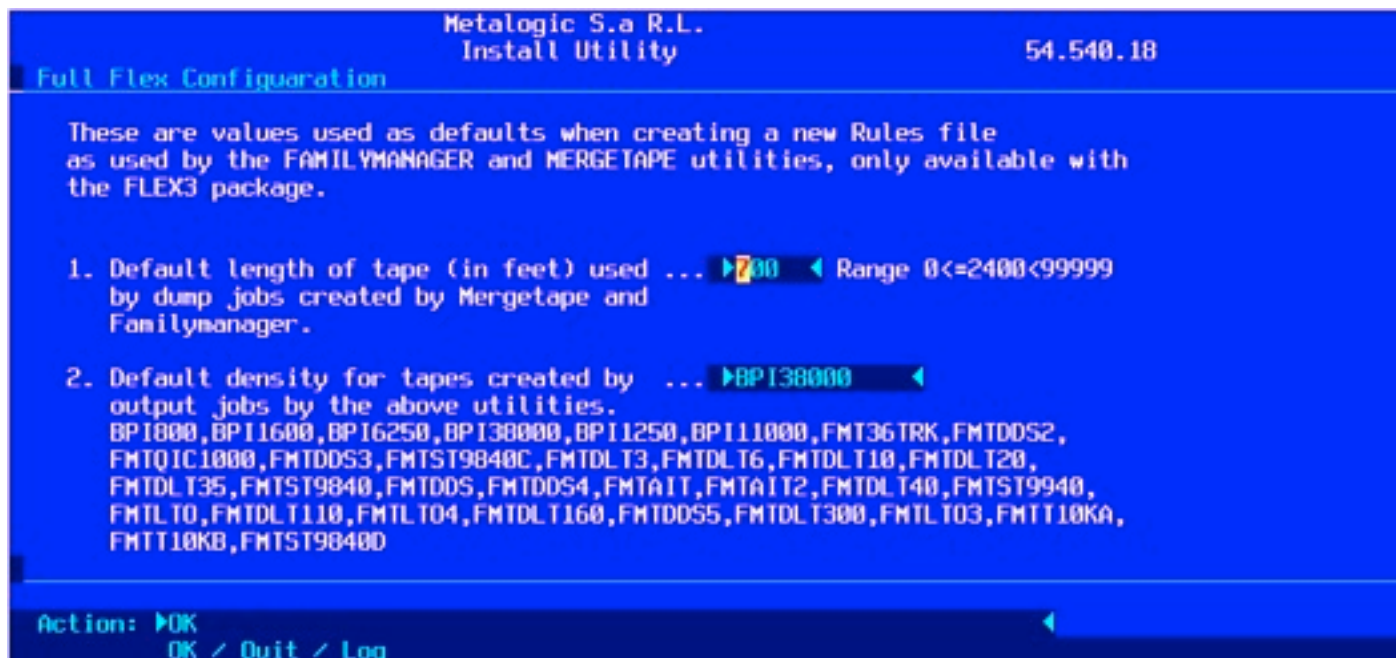 Metalogic S.a R.L.
Install Utility 54.540.18
Full Flex Configuaration
These are values used as defaults when creating a new Rules file
as used by the FAMILYMANAGER and MERGETAPE utilities, only available with
the FLEX3 package.
1. Default length of tape (in feet) used ... ▶700 ◀ Range 0<=2400<99999
by dump jobs created by Mergetape and
Familymanager.
2. Default density for tapes created by ... ▶BPI38000 ◀
output jobs by the above utilities.
BPI800,BPI1600,BPI6250,BPI38000,BPI1250,BPI11000,FMT36TRK,FMTDDS2,
FMTQIC1000,FMTDDS3,FMTST9840C,FMTDLT3,FMTDLT6,FMTDLT10,FMTDLT20,
FMTDLT35,FMTST9840,FMTDDS,FMTDDS4,FMTAIT,FMTAIT2,FMTDLT40,FMTST9940,
FMTLTO,FMTDLT110,FMTLTO4,FMTDLT160,FMTDDS5,FMTDLT300,FMTLTO3,FMTT10KA,
FMTT10KB,FMTST9840D
Action: ▶OK ◀
OK / Quit / Log